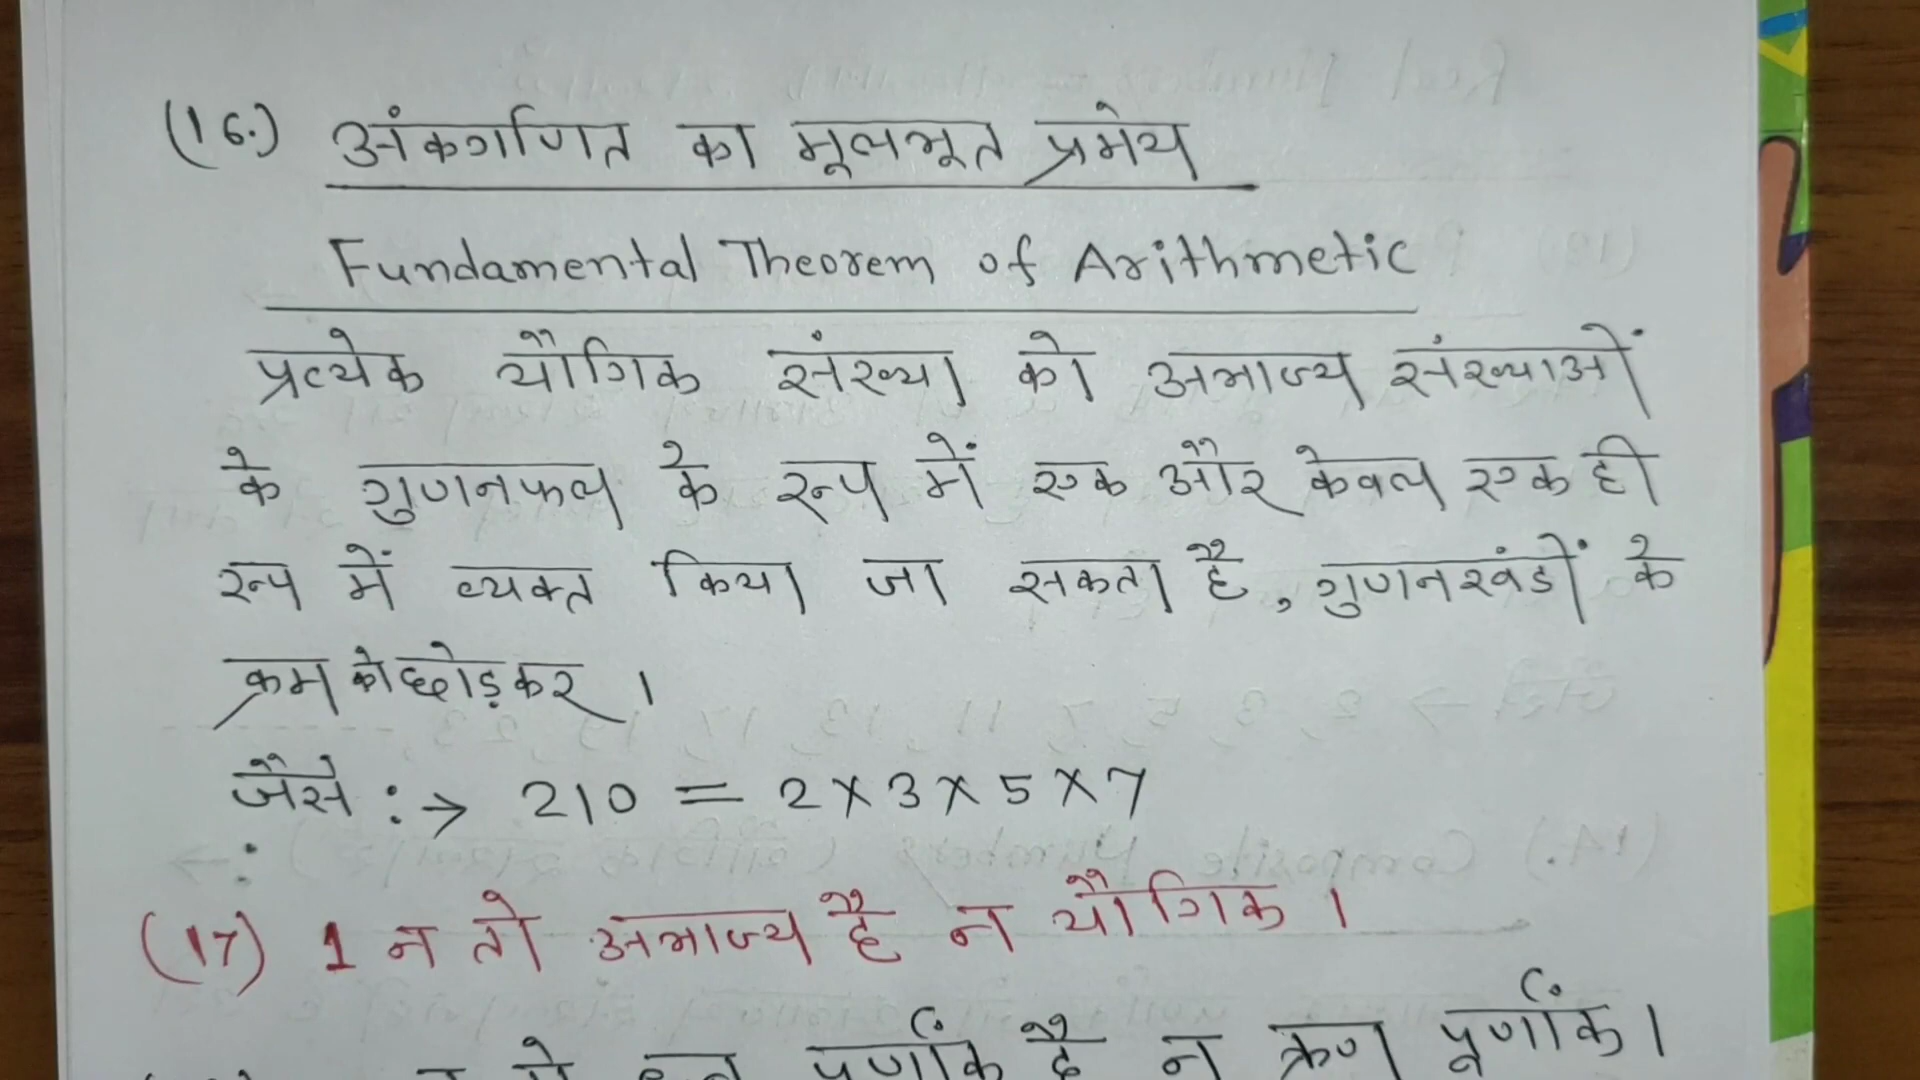 (16.) अंकगणित का मूलभूत प्रमेय
Fundamental Theorem of Arithmetic
प्रत्येक यौगिक संख्या को अभाज्य संख्याओं
के गुणनफल के रूप में एक और केवल एक ही
रूप में व्यक्त किया जा सकता है, गुणनखंडों के
क्रम को छोड़कर ।
जैसे :→ 210 = 2×3×5×7
(17) 1 न तो अभाज्य है न यौगिक ।
पूर्णांक है न ऋण पूर्णांक ।